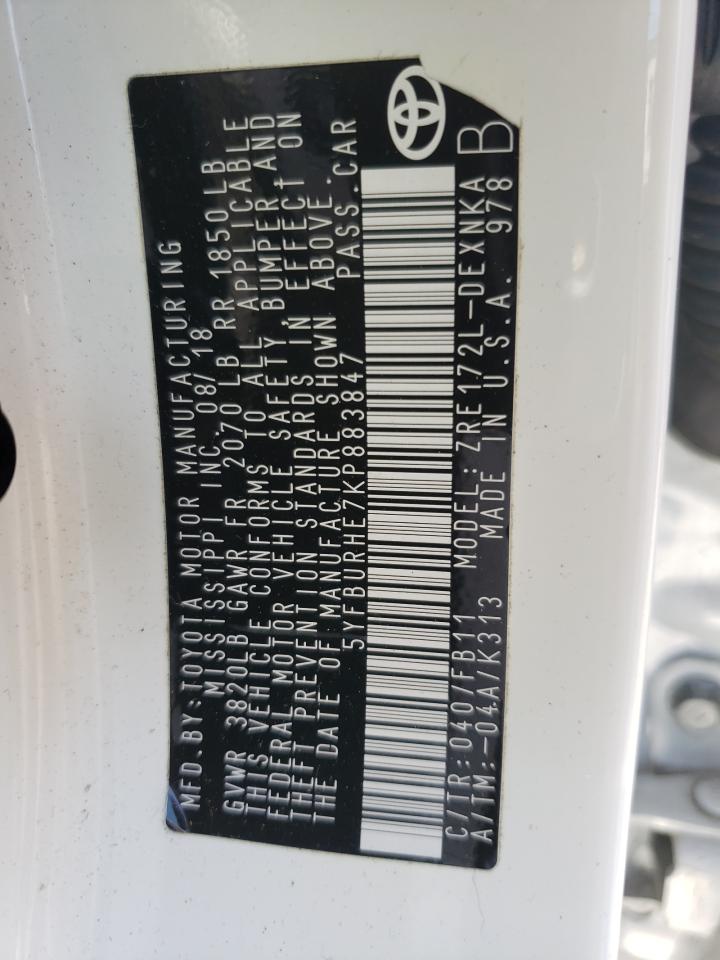 MFD.BY:TOYOTA MOTOR MANUFACTURING
MISSISSIPPI INC. 08/18
GVWR 3820LB GAWR FR 2070LB RR 1850LB
THIS VEHICLE CONFORMS TO ALL APPLICABLE
FEDERAL MOTOR VEHICLE SAFETY, BUMPER, AND
THEFT PREVENTION STANDARDS IN EFFECT ON
THE DATE OF MANUFACTURE SHOWN ABOVE.
5YFBURHE7KP883847 PASS.CAR
C/TR:040/FB11 MODEL:ZRE172L-DEXNKA
A/TM:-04A/K313 MADE IN U.S.A. 978 B
B